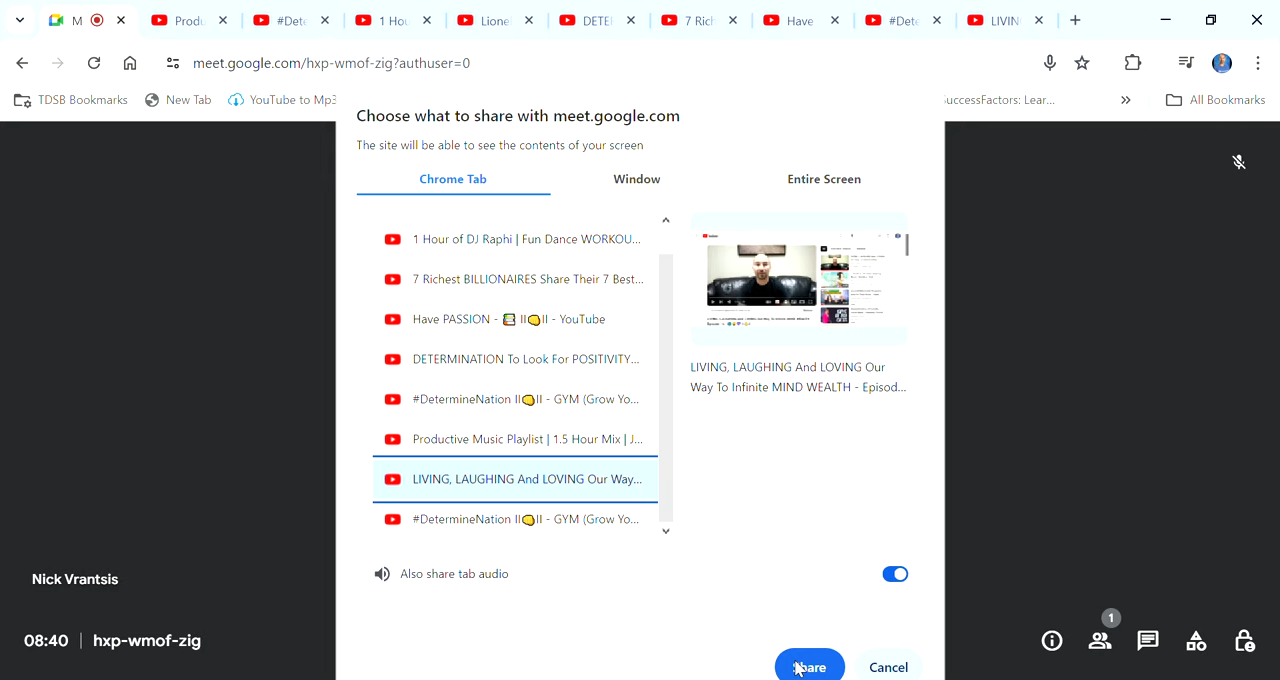 M
Produ
#Dete
1 Hou
Lione
DETE
7 Rich
Have
#Dete
LIVIN
meet.google.com/hxp-wmof-zig?authuser=0
TDSB Bookmarks
New Tab
YouTube to Mp3
SuccessFactors: Lear...
All Bookmarks
Choose what to share with meet.google.com
The site will be able to see the contents of your screen
Chrome Tab
Window
Entire Screen
1 Hour of DJ Raphi | Fun Dance WORKOU...
7 Richest BILLIONAIRES Share Their 7 Best...
Have PASSION - 📗 II👊II - YouTube
DETERMINATION To Look For POSITIVITY...
#DetermineNation II👊II - GYM (Grow Yo...
Productive Music Playlist | 1.5 Hour Mix | J...
LIVING, LAUGHING And LOVING Our Way...
#DetermineNation II👊II - GYM (Grow Yo...
LIVING, LAUGHING And LOVING Our
Way To Infinite MIND WEALTH - Episod...
Also share tab audio
Share
Cancel
Nick Vrantsis
08:40 | hxp-wmof-zig
1